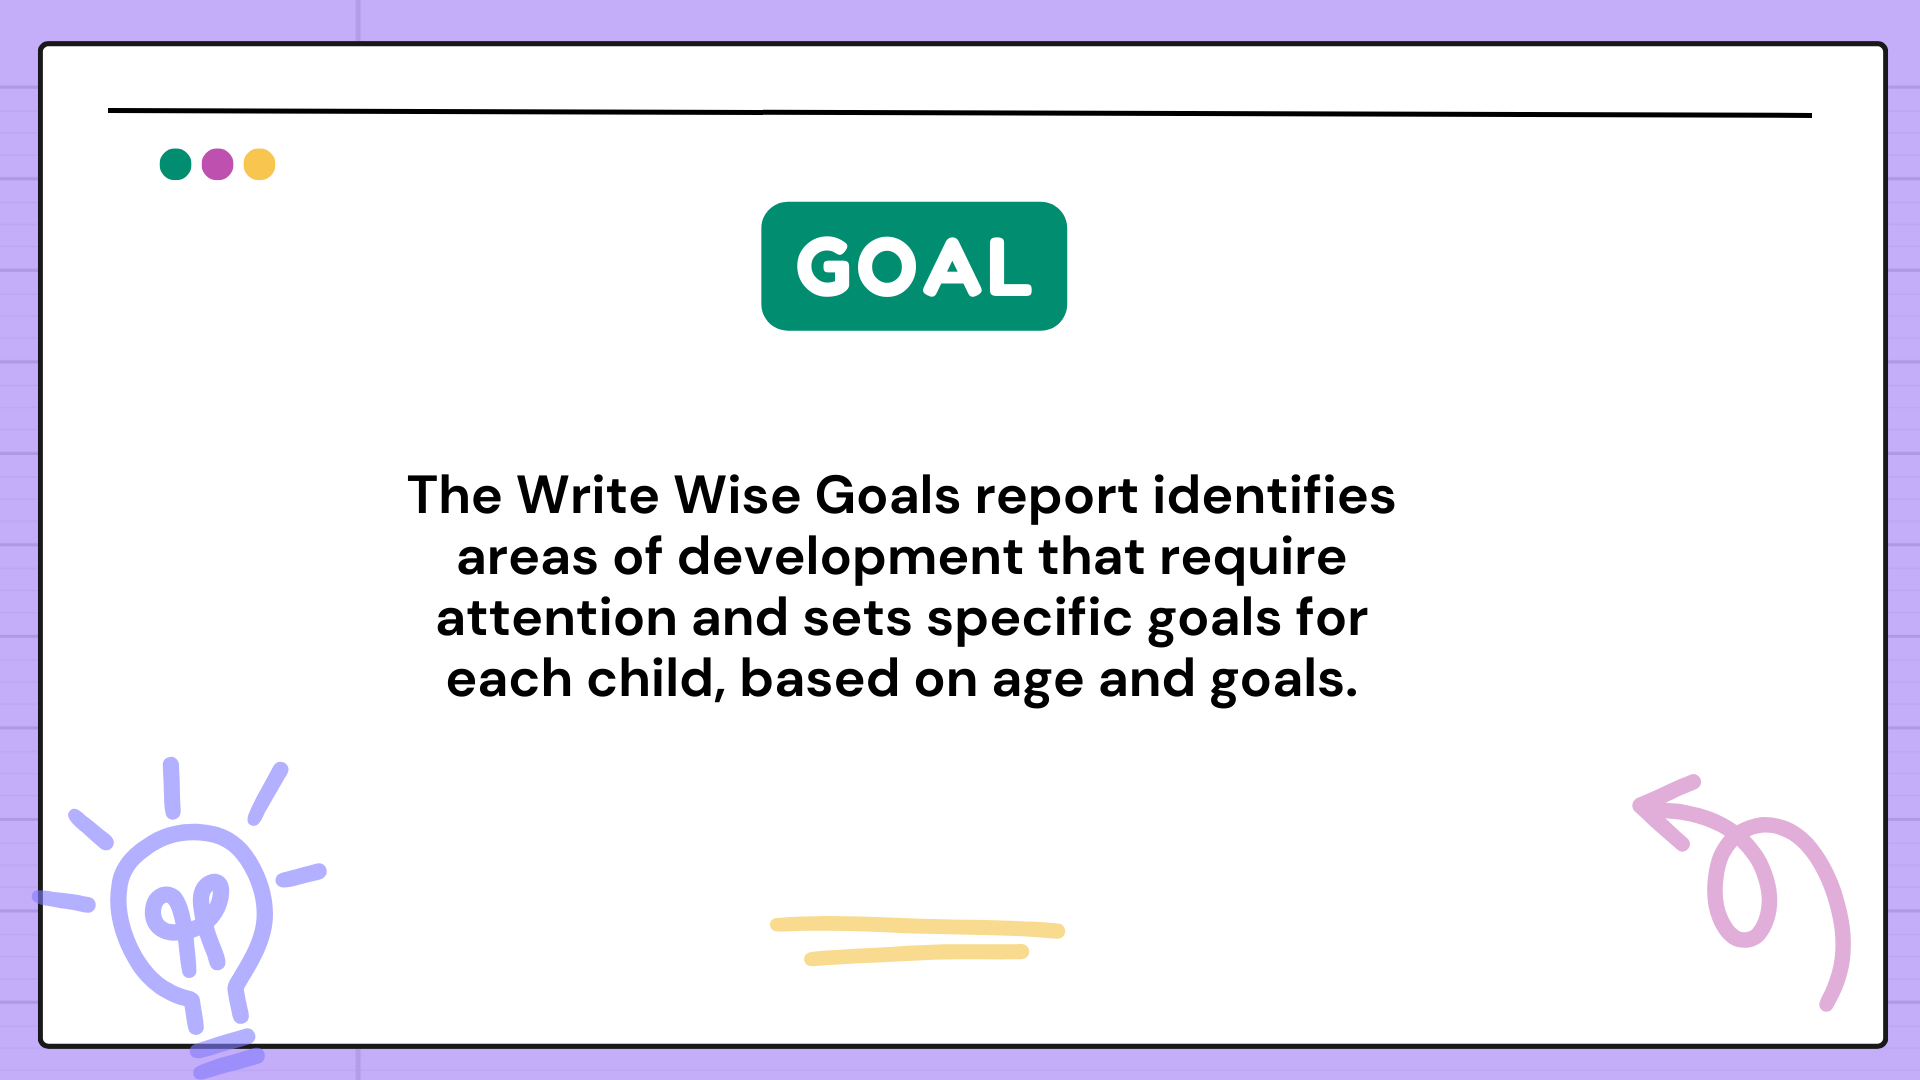 GOAL
The Write Wise Goals report identifies
areas of development that require
attention and sets specific goals for
each child, based on age and goals.